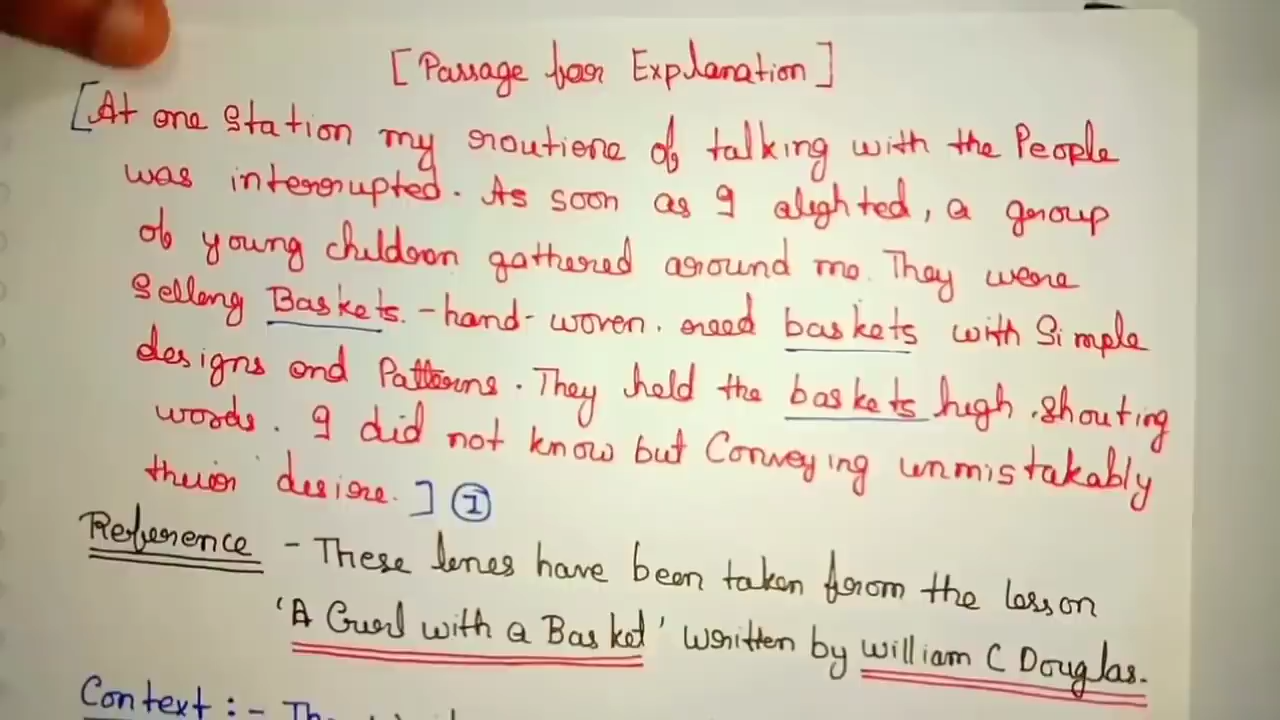 [Passage for Explanation]
[At one station my routiene of talking with the People
was interrupted. As soon as I alighted, a group
of young children gathered around me. They were
Selling Baskets. - hand - woven. reed baskets with Simple
designs and Patterns. They held the baskets high. shouting
words. I did not know but Conveying unmistakably
their desire.] 1
Reference - These lines have been taken from the lesson
'A Girl with a Basket' written by william C Douglas.
Context :- The